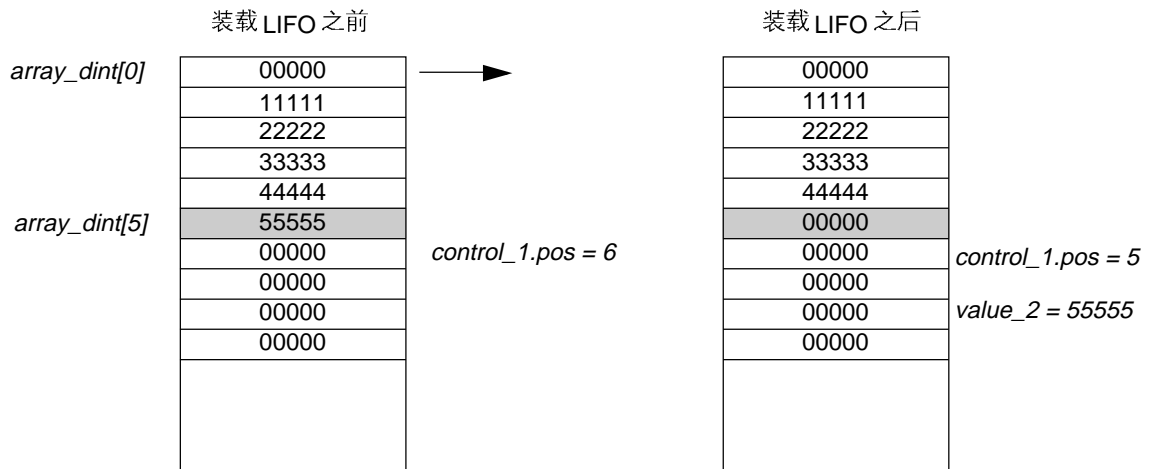 装载 LIFO 之前
array_dint[0]
00000
11111
22222
33333
44444
array_dint[5]
55555
00000
control_1.pos = 6
00000
00000
00000
装载 LIFO 之后
00000
11111
22222
33333
44444
00000
00000
control_1.pos = 5
00000
00000
value_2 = 55555
00000